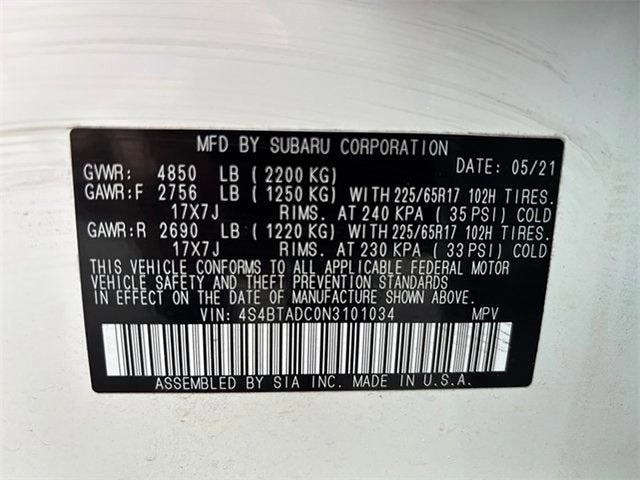 MFD BY SUBARU CORPORATION
GVWR: 4850 LB ( 2200 KG) DATE: 05/21
GAWR:F 2756 LB ( 1250 KG) WITH 225/65R17 102H TIRES.
17X7J RIMS. AT 240 KPA ( 35 PSI) COLD
GAWR:R 2690 LB ( 1220 KG) WITH 225/65R17 102H TIRES.
17X7J RIMS. AT 230 KPA ( 33 PSI) COLD
THIS VEHICLE CONFORMS TO ALL APPLICABLE FEDERAL MOTOR
VEHICLE SAFETY AND THEFT PREVENTION STANDARDS
IN EFFECT ON THE DATE OF MANUFACTURE SHOWN ABOVE.
VIN: 4S4BTADC0N3101034 MPV
ASSEMBLED BY SIA INC. MADE IN U.S.A.